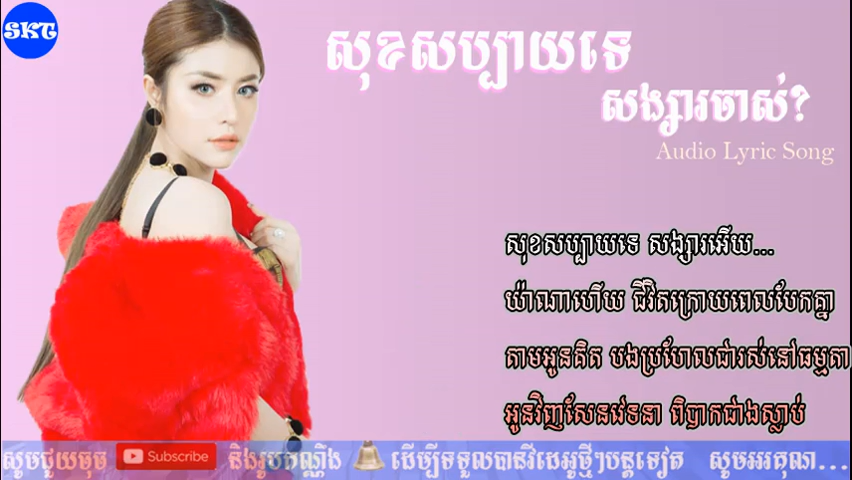 SKT
សុខសប្បាយទេ
សង្សារចាស់?
Audio Lyric Song
សុខសប្បាយទេ សង្សារអើយ...
យ៉ាណាហើយ ជីវិតក្រោយពេលបែកគ្នា
តាមអូនគិត បងប្រហែលជារស់នៅធម្មតា
អូនវិញសែនវេទនា ពិបាកជាងស្លាប់
សូមជួយចុច Subscribe និងរូបកណ្ដឹង ដើម្បីទទួលបានវីដេអូថ្មីៗបន្តទៀត សូមអរគុណ...